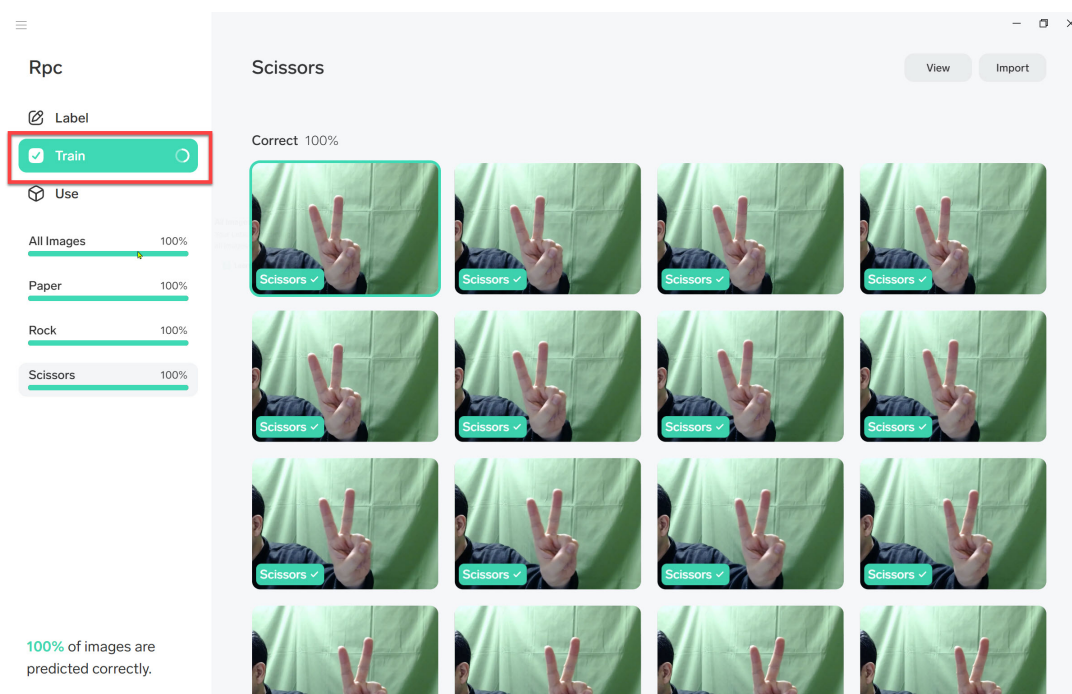 Rpc
Label
Train
Use
All Images 100%
Paper 100%
Rock 100%
Scissors 100%
100% of images are
predicted correctly.
Scissors
View Import
Correct 100%
Scissors Scissors Scissors Scissors
Scissors Scissors Scissors Scissors
Scissors Scissors Scissors Scissors